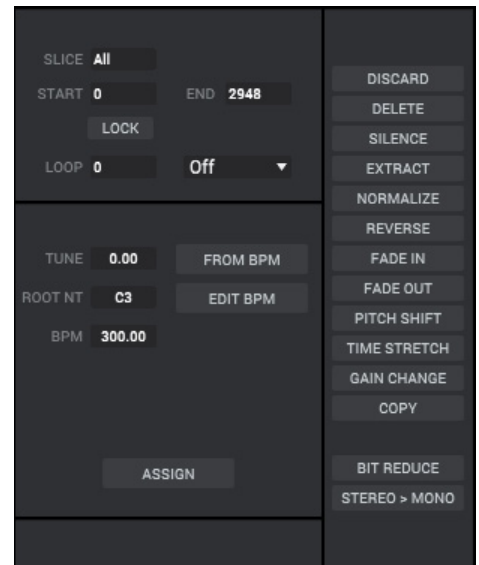 SLICE All
START 0 END 2948
LOCK
LOOP 0 Off
TUNE 0.00 FROM BPM
ROOT NT C3 EDIT BPM
BPM 300.00
ASSIGN
DISCARD
DELETE
SILENCE
EXTRACT
NORMALIZE
REVERSE
FADE IN
FADE OUT
PITCH SHIFT
TIME STRETCH
GAIN CHANGE
COPY
BIT REDUCE
STEREO > MONO